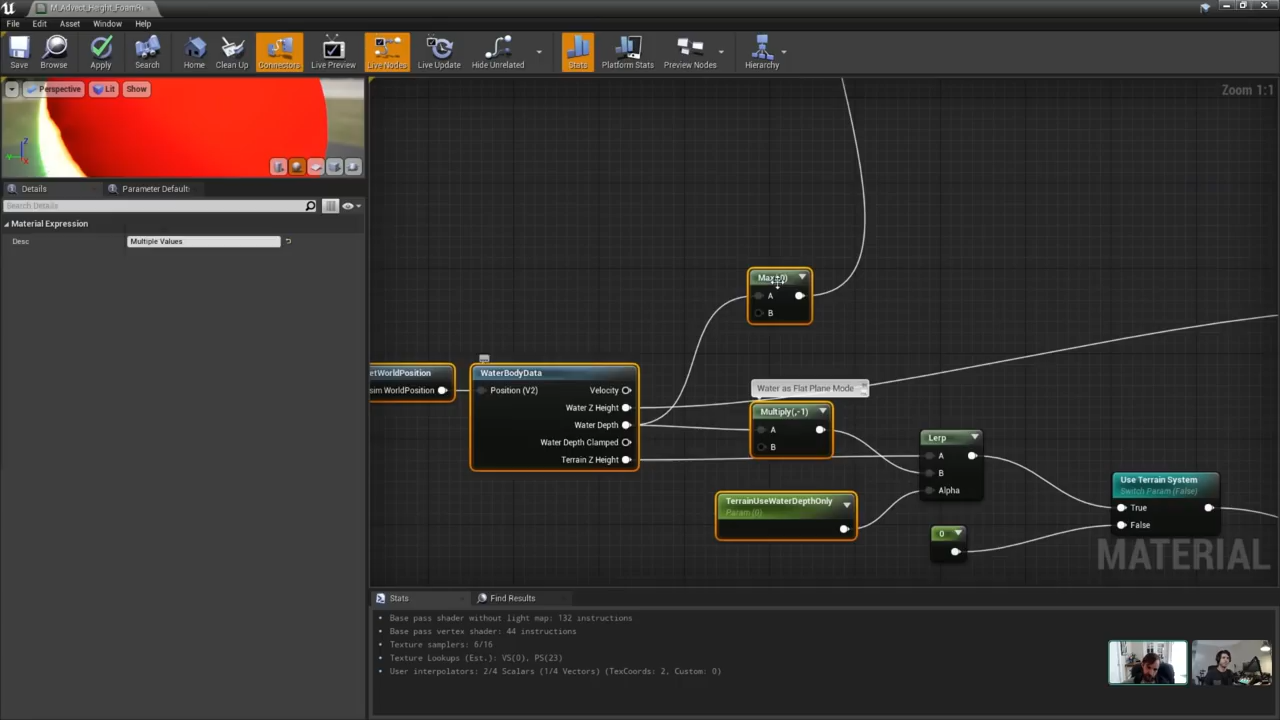 M_Advect_Height_FoamR
File Edit Asset Window Help
Save Browse Apply Search Home Clean Up Connectors Live Preview Live Nodes Live Update Hide Unrelated Stats Platform Stats Preview Nodes Hierarchy
Perspective Lit Show
Zoom 1:1
Details Parameter Default
Search Details
Material Expression
Desc Multiple Values
A
B
etWorldPosition
sim WorldPosition
WaterBodyData
Position (V2) Velocity
Water Z Height
Water Depth
Water Depth Clamped
Terrain Z Height
Water as Flat Plane Mode
Multiply(,-1)
A
B
TerrainUseWaterDepthOnly
Param (0)
Lerp
A
B
Alpha
0
Use Terrain System
Switch Param (False)
True
False
MATERIAL
Stats Find Results
Base pass shader without light map: 132 instructions
Base pass vertex shader: 44 instructions
Texture samplers: 6/16
Texture Lookups (Est.): VS(0), PS(23)
User interpolators: 2/4 Scalars (1/4 Vectors) (TexCoords: 2, Custom: 0)